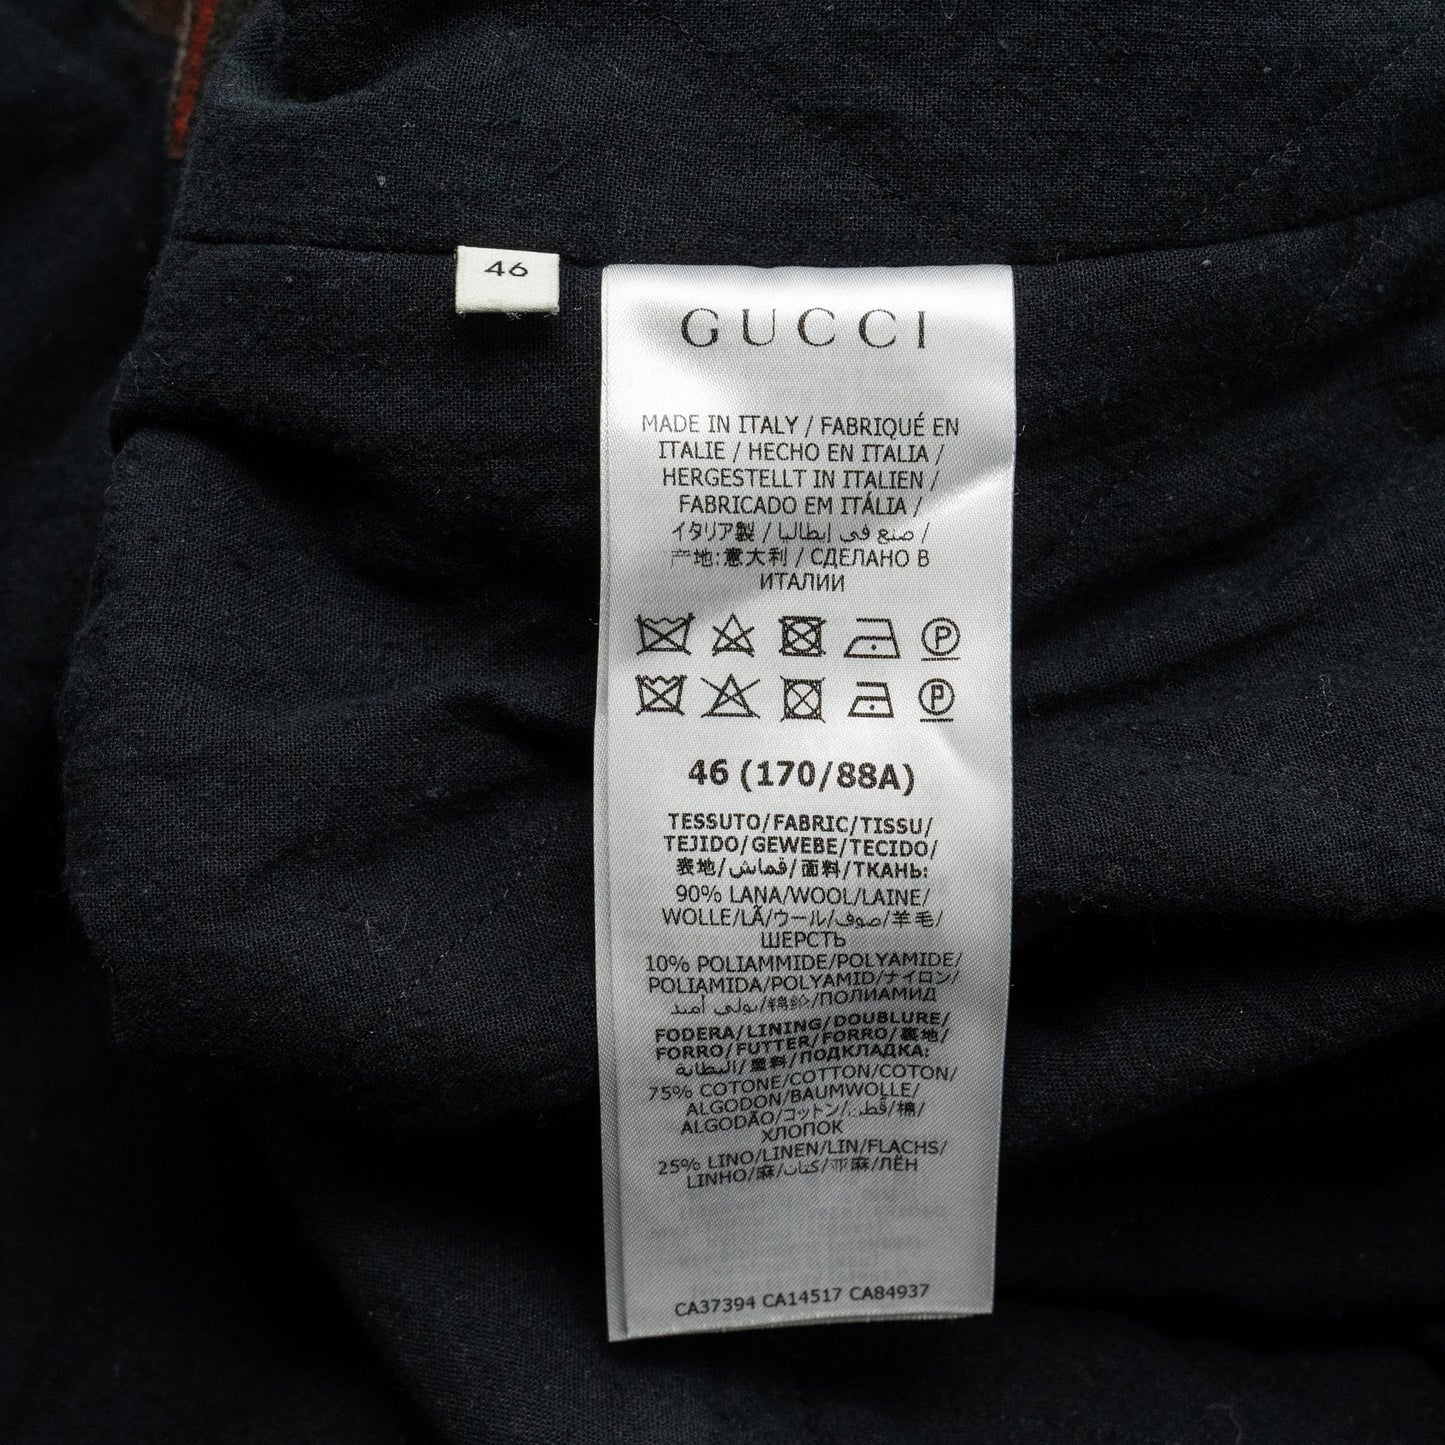 46
GUCCI
MADE IN ITALY / FABRIQUÉ EN
ITALIE / HECHO EN ITALIA /
HERGESTELLT IN ITALIEN /
FABRICADO EM ITÁLIA /
イタリア製 / صنع في إيطاليا /
产地:意大利 / СДЕЛАНО В
ИТАЛИИ
P
P
46 (170/88A)
TESSUTO/FABRIC/TISSU/
TEJIDO/GEWEBE/TECIDO/
表地/قماش/面料/ТКАНЬ:
90% LANA/WOOL/LAINE/
WOLLE/LÃ/ウール/صوف/羊毛/
ШЕРСТЬ
10% POLIAMMIDE/POLYAMIDE/
POLIAMIDA/POLYAMID/ナイロン/
بولي أميد/锦纶/ПОЛИАМИД
FODERA/LINING/DOUBLURE/
FORRO/FUTTER/FORRO/裏地/
البطانة/里料/ПОДКЛАДКА:
75% COTONE/COTTON/COTON/
ALGODON/BAUMWOLLE/
ALGODÃO/コットン/قطن/棉/
ХЛОПОК
25% LINO/LINEN/LIN/FLACHS/
LINHO/麻/كتان/亚麻/ЛЁН
CA37394 CA14517 CA84937